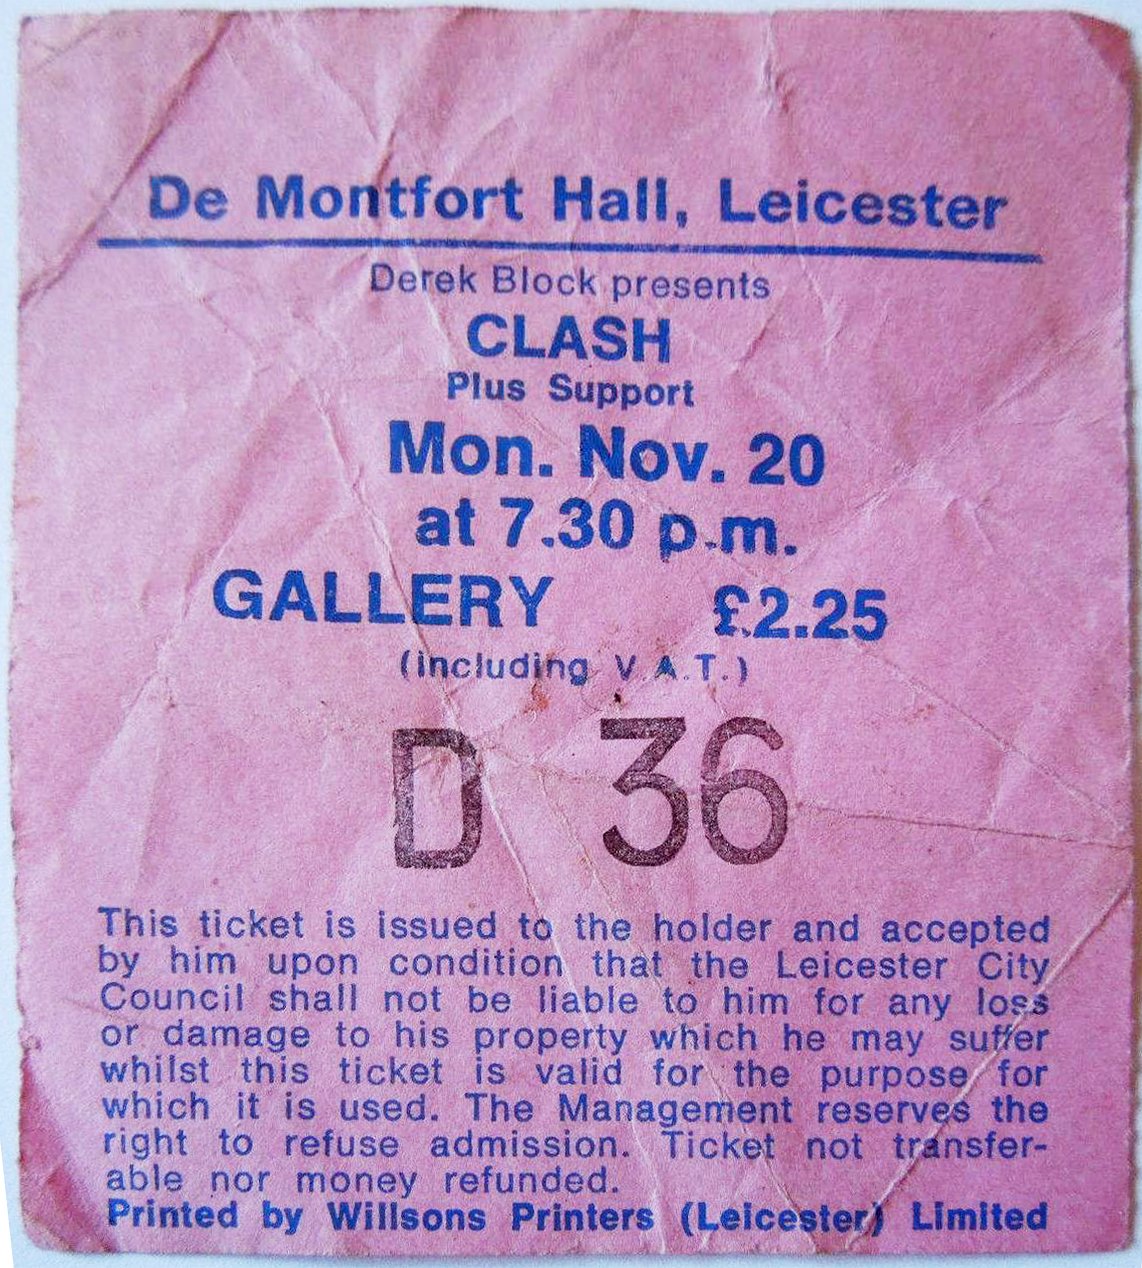 De Montfort Hall, Leicester
Derek Block presents
CLASH
Plus Support
Mon. Nov. 20
at 7.30 p.m.
GALLERY £2.25
(including V.A.T.)
D 36
This ticket is issued to the holder and accepted
by him upon condition that the Leicester City
Council shall not be liable to him for any loss
or damage to his property which he may suffer
whilst this ticket is valid for the purpose for
which it is used. The Management reserves the
right to refuse admission. Ticket not transfer-
able nor money refunded.
Printed by Willsons Printers (Leicester) Limited